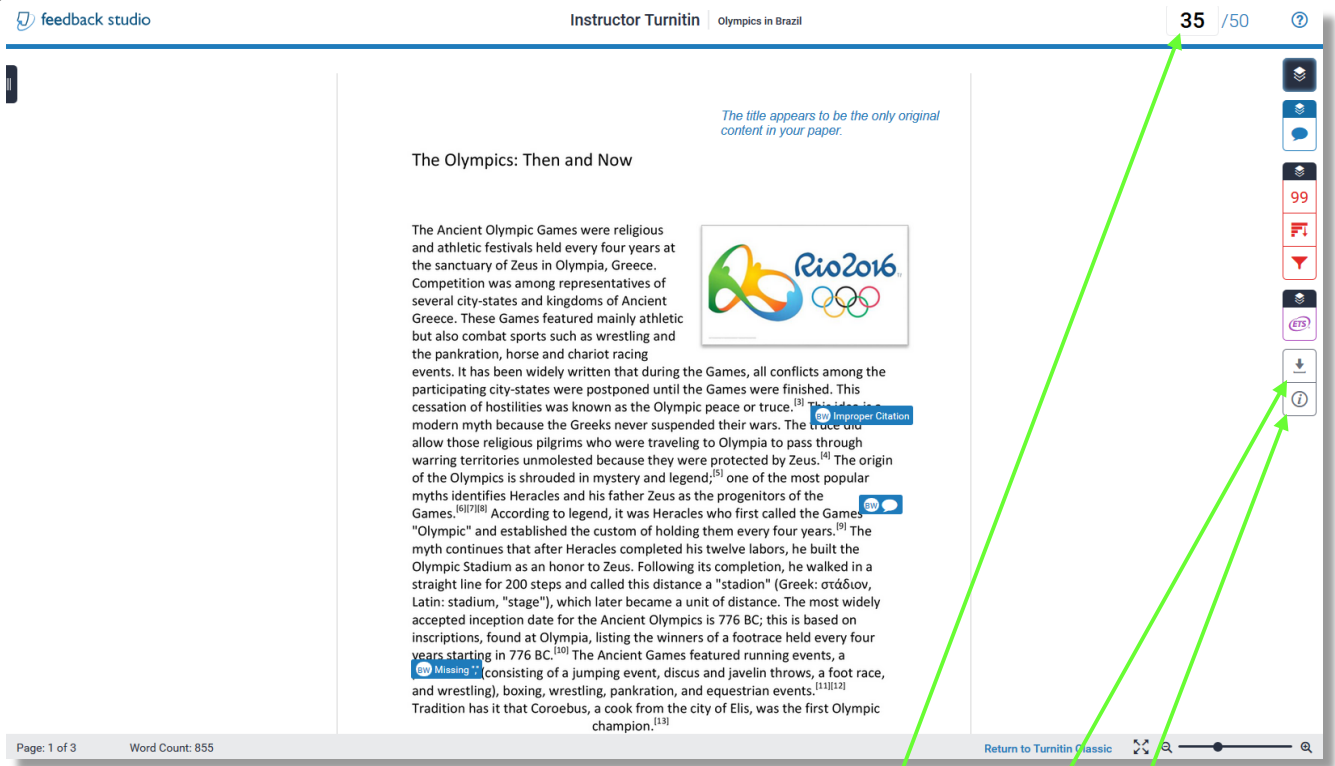 feedback studio
Instructor Turnitin
Olympics in Brazil
35 /50
?
The title appears to be the only original
content in your paper.
The Olympics: Then and Now
The Ancient Olympic Games were religious
and athletic festivals held every four years at
the sanctuary of Zeus in Olympia, Greece.
Competition was among representatives of
several city-states and kingdoms of Ancient
Greece. These Games featured mainly athletic
but also combat sports such as wrestling and
the pankration, horse and chariot racing
Rio2016
events. It has been widely written that during the Games, all conflicts among the
participating city-states were postponed until the Games were finished. This
cessation of hostilities was known as the Olympic peace or truce.[3] This idea is a
BW Improper Citation
modern myth because the Greeks never suspended their wars. The truce did
allow those religious pilgrims who were traveling to Olympia to pass through
warring territories unmolested because they were protected by Zeus.[4] The origin
of the Olympics is shrouded in mystery and legend;[5] one of the most popular
myths identifies Heracles and his father Zeus as the progenitors of the
BW
Games.[6][7][8] According to legend, it was Heracles who first called the Games
"Olympic" and established the custom of holding them every four years.[9] The
myth continues that after Heracles completed his twelve labors, he built the
Olympic Stadium as an honor to Zeus. Following its completion, he walked in a
straight line for 200 steps and called this distance a "stadion" (Greek: στάδιον,
Latin: stadium, "stage"), which later became a unit of distance. The most widely
accepted inception date for the Ancient Olympics is 776 BC; this is based on
inscriptions, found at Olympia, listing the winners of a footrace held every four
years starting in 776 BC.[10] The Ancient Games featured running events, a
BW Missing ","
(consisting of a jumping event, discus and javelin throws, a foot race,
and wrestling), boxing, wrestling, pankration, and equestrian events.[11][12]
Tradition has it that Coroebus, a cook from the city of Elis, was the first Olympic
champion.[13]
99
ETS
i
Page: 1 of 3
Word Count: 855
Return to Turnitin Classic